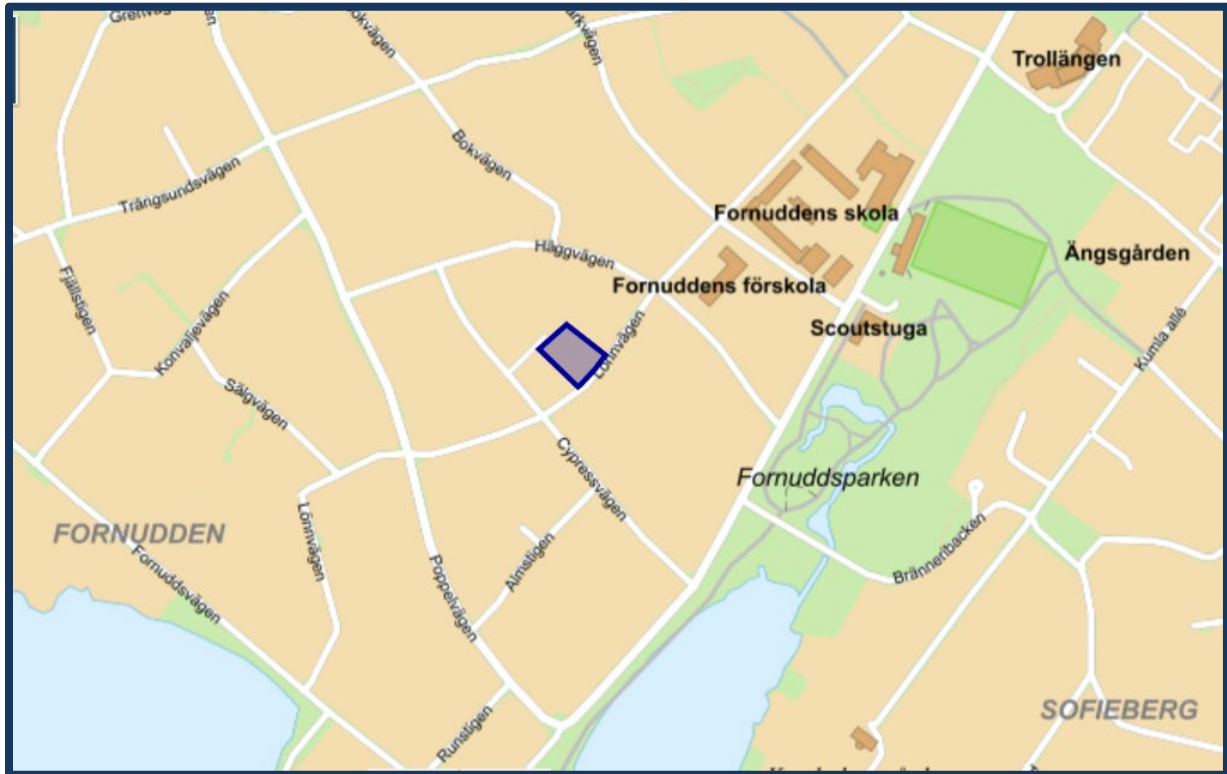 Trollängen
Bokvägen
Trångsundsvägen
Fornuddens skola
Häggvägen
Ängsgården
Fjällstigen
Fornuddens förskola
Konvaljevägen
Scoutstuga
Lönnvägen
Kumla allé
Sälgvägen
Cypressvägen
Fornuddsparken
FORNUDDEN
Lönnvägen
Fornuddsvägen
Almstigen
Poppelvägen
Bränneribacken
Runstigen
SOFIEBERG